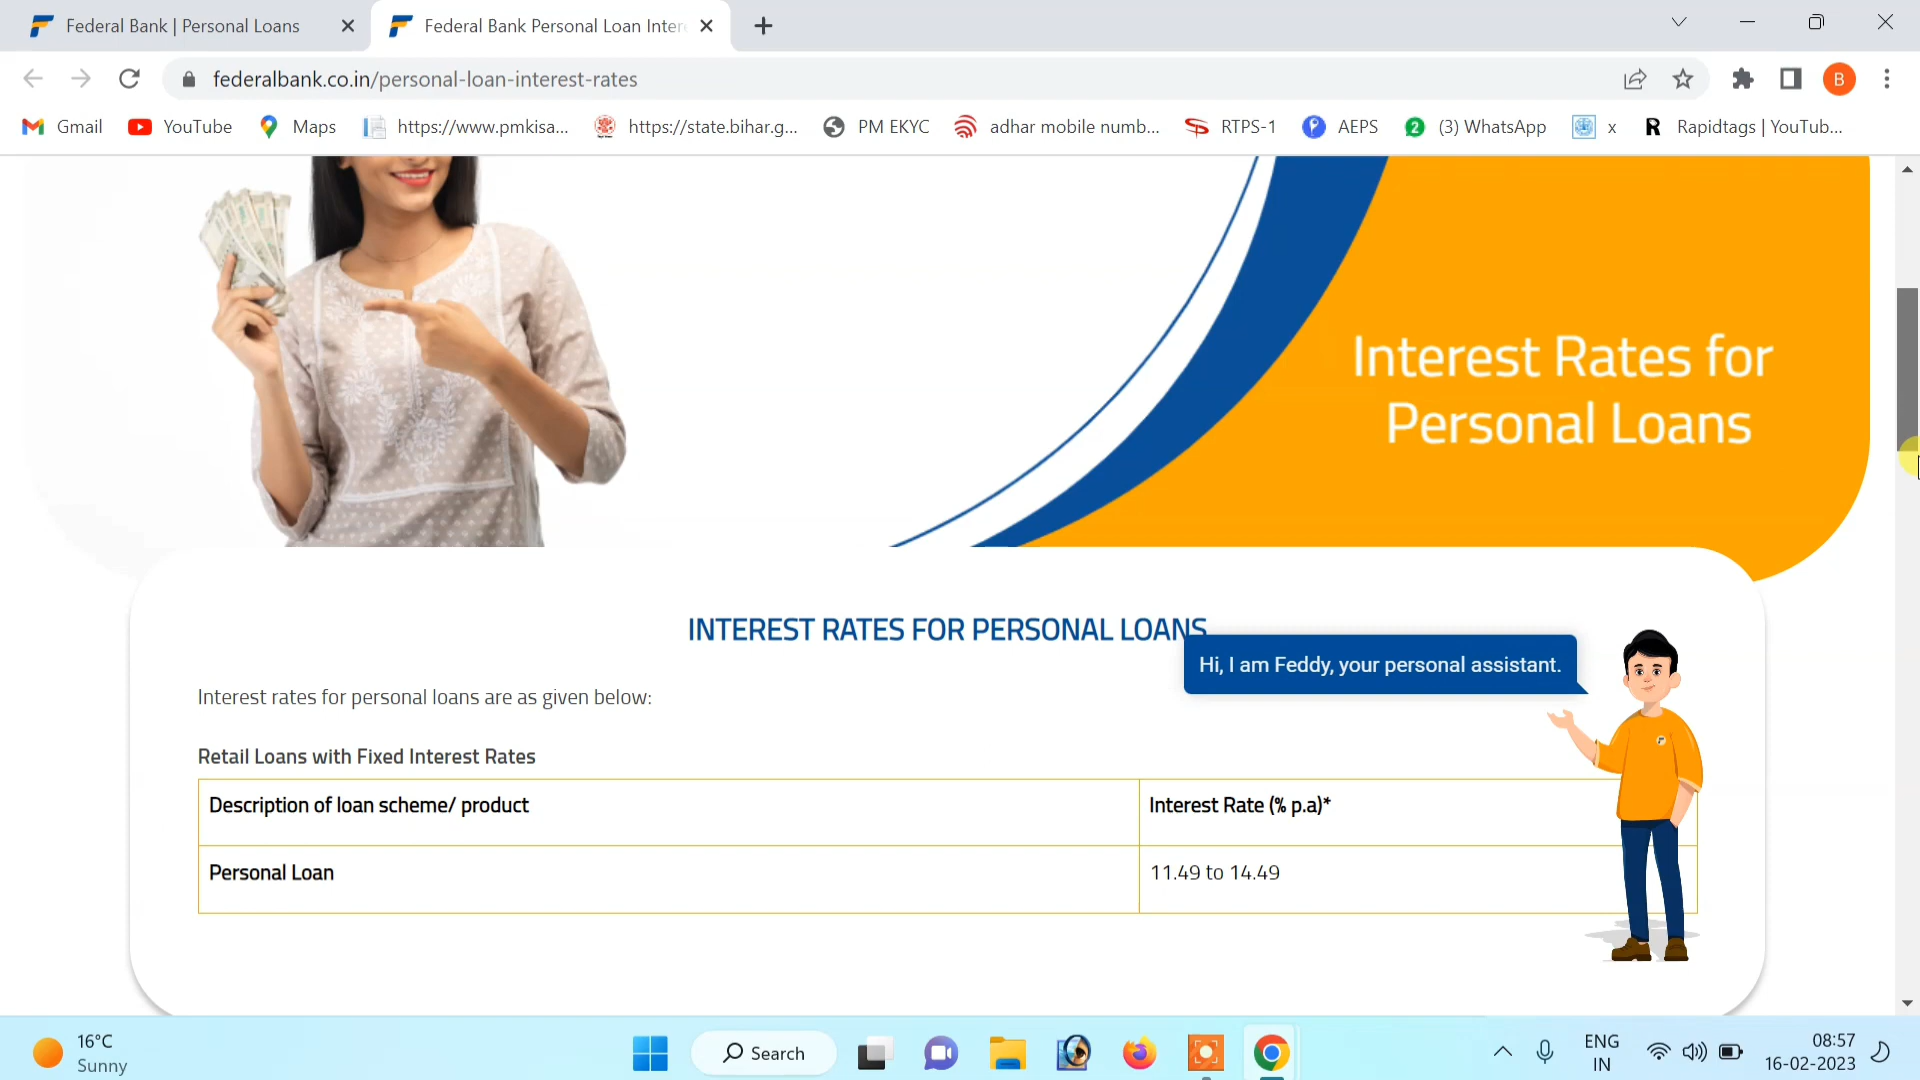 Federal Bank | Personal Loans
Federal Bank Personal Loan Inter
federalbank.co.in/personal-loan-interest-rates
B
Gmail
YouTube
Maps
https://www.pmkisa...
https://state.bihar.g...
PM EKYC
adhar mobile numb...
RTPS-1
AEPS
2
(3) WhatsApp
x
R
Rapidtags | YouTub...
Interest Rates for
Personal Loans
INTEREST RATES FOR PERSONAL LOANS
Hi, I am Feddy, your personal assistant.
Interest rates for personal loans are as given below:
Retail Loans with Fixed Interest Rates
Description of loan scheme/ product
Interest Rate (% p.a)*
Personal Loan
11.49 to 14.49
16°C
Sunny
Search
ENG
IN
08:57
16-02-2023